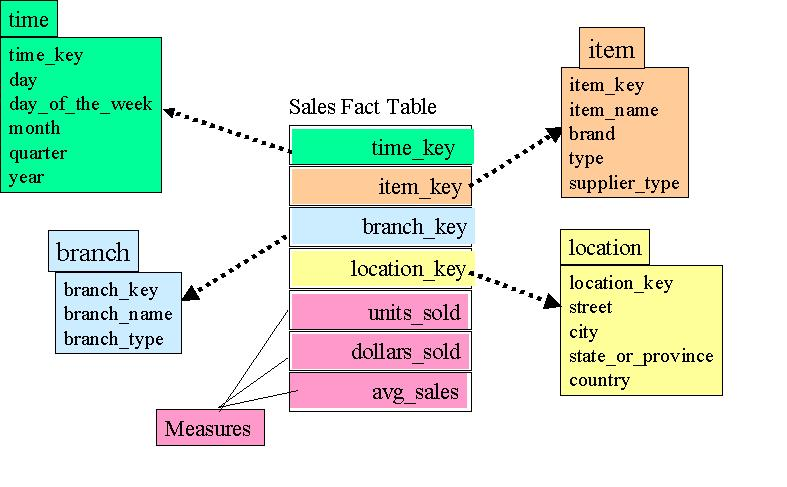 time
time_key
day
day_of_the_week
month
quarter
year
item
item_key
item_name
brand
type
supplier_type
Sales Fact Table
time_key
item_key
branch_key
location_key
units_sold
dollars_sold
avg_sales
branch
branch_key
branch_name
branch_type
location
location_key
street
city
state_or_province
country
Measures